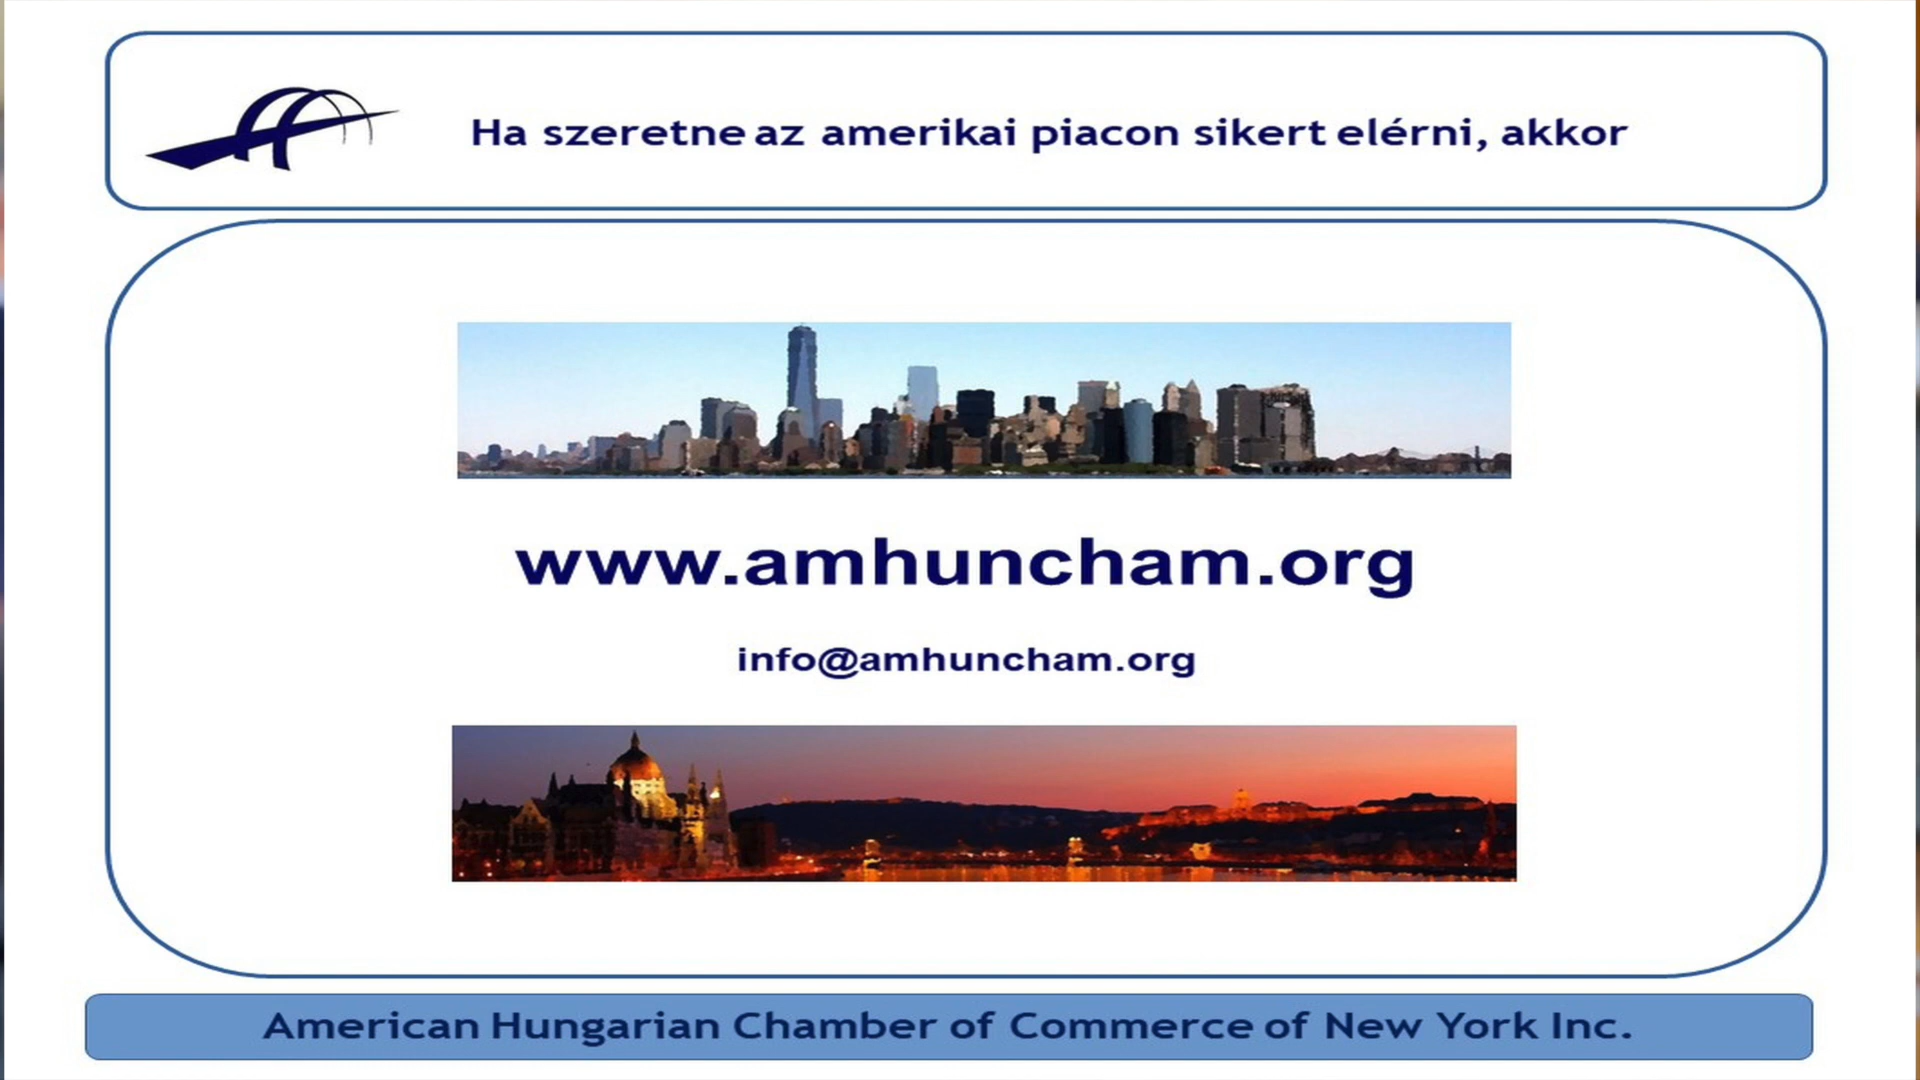 Ha szeretne az amerikai piacon sikert elérni, akkor
www.amhuncham.org
info@amhuncham.org
American Hungarian Chamber of Commerce of New York Inc.